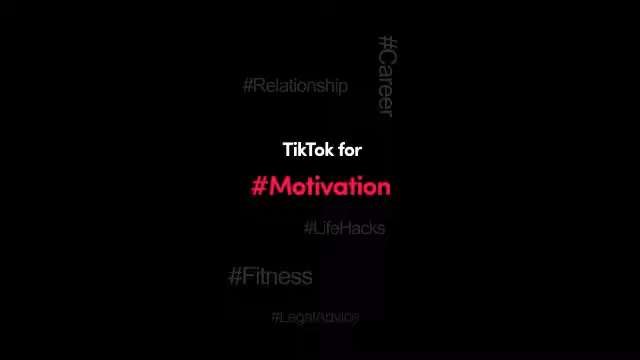 #Career
#Relationship
TikTok for
#Motivation
#LifeHacks
#Fitness
#LegalAdvice